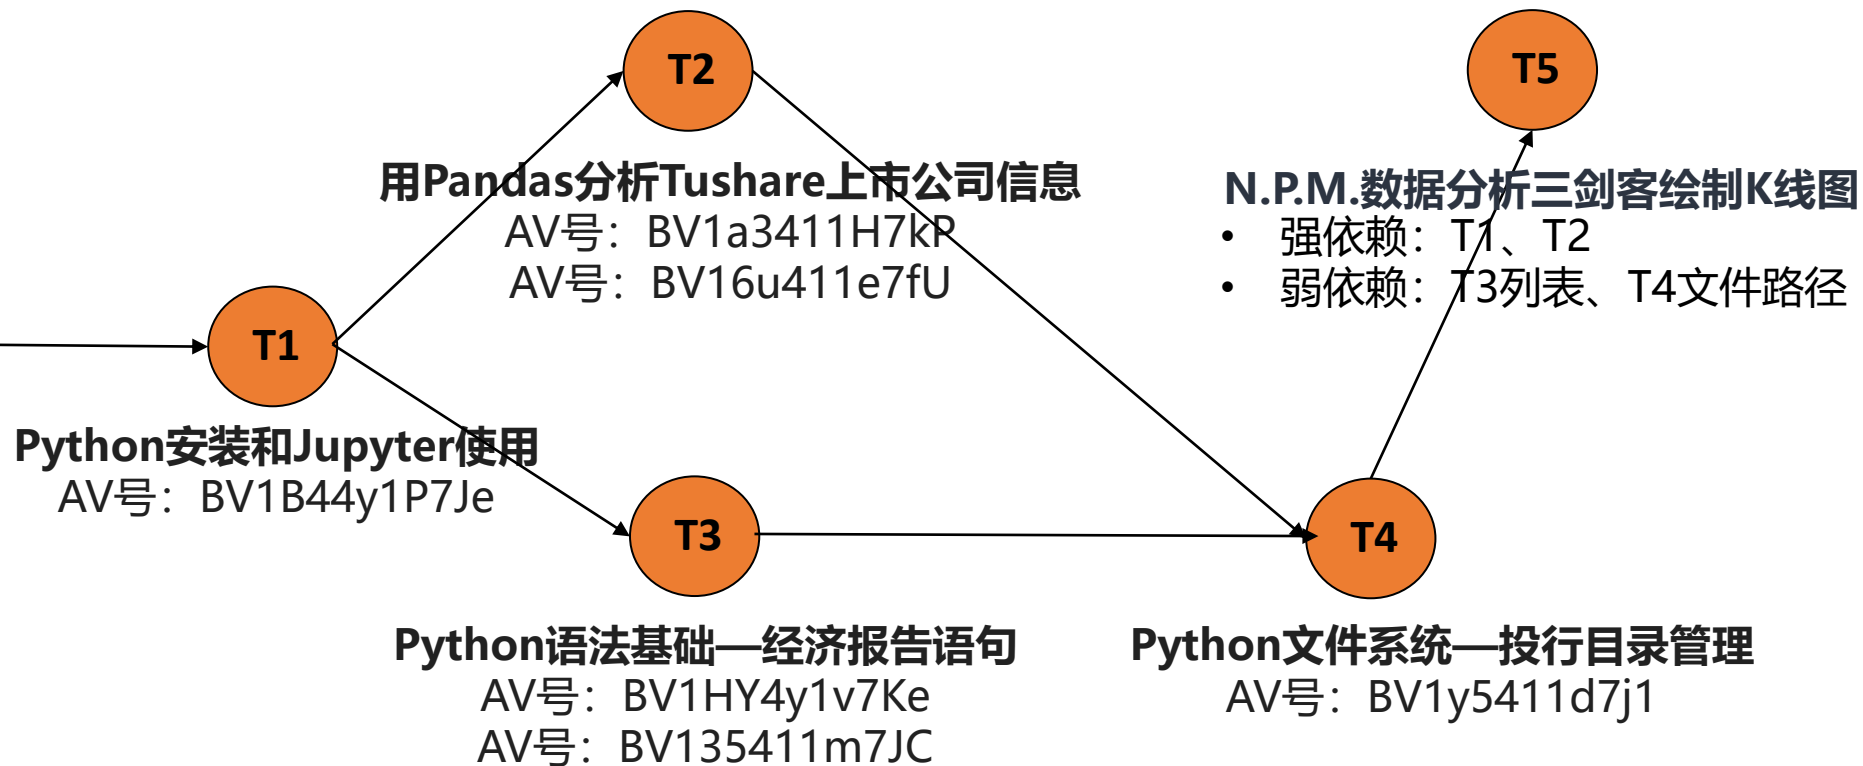 T2
用Pandas分析Tushare上市公司信息
AV号：BV1a3411H7kP
AV号：BV16u411e7fU
T5
N.P.M.数据分析三剑客绘制K线图
• 强依赖：T1、T2
• 弱依赖：T3列表、T4文件路径
T1
Python安装和Jupyter使用
AV号：BV1B44y1P7Je
T3
Python语法基础—经济报告语句
AV号：BV1HY4y1v7Ke
AV号：BV135411m7JC
T4
Python文件系统—投行目录管理
AV号：BV1y5411d7j1